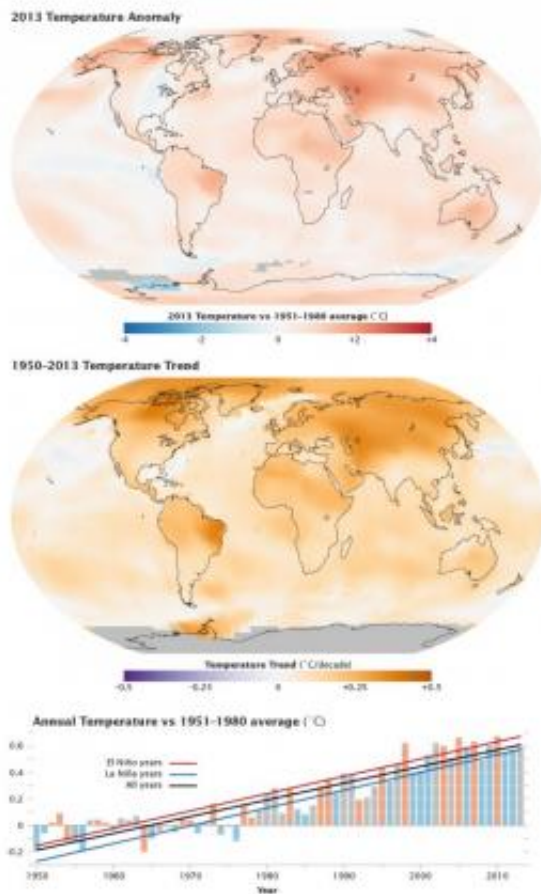 2013 Temperature Anomaly
2013 Temperature vs 1951-1980 average (°C)
-4 -2 0 +2 +4
1950-2013 Temperature Trend
Temperature Trend (°C/decade)
-0.5 -0.25 0 +0.25 +0.5
Annual Temperature vs 1951-1980 average (°C)
0.6
El Niño years
La Niña years
All years
0.4
0.2
0
-0.2
1950 1960 1970 1980 1990 2000 2010
Year